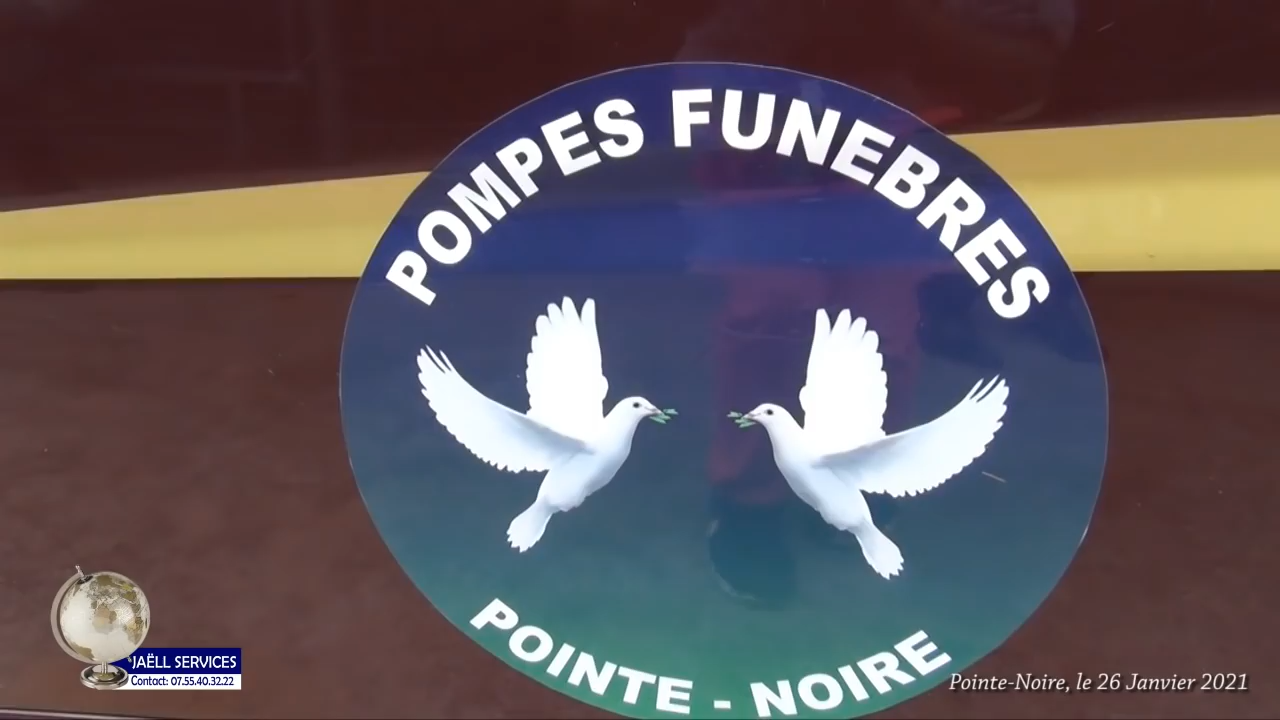 POMPES FUNEBRES
POINTE - NOIRE
JAËLL SERVICES
Contact: 07.55.40.32.22
Pointe-Noire, le 26 Janvier 2021